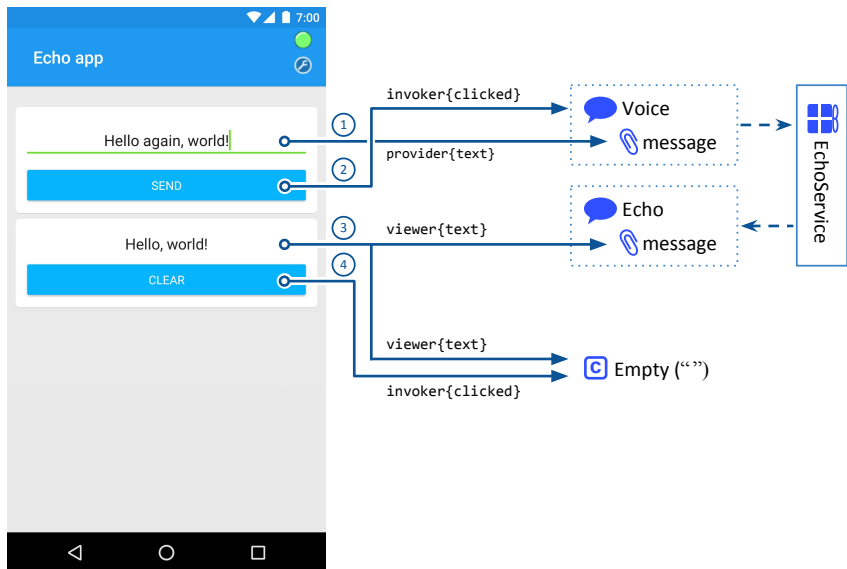 7:00
Echo app
Hello again, world!
SEND
Hello, world!
CLEAR
1
2
3
4
invoker{clicked}
provider{text}
viewer{text}
viewer{text}
invoker{clicked}
Voice
message
Echo
message
EchoService
C Empty (“ ”)